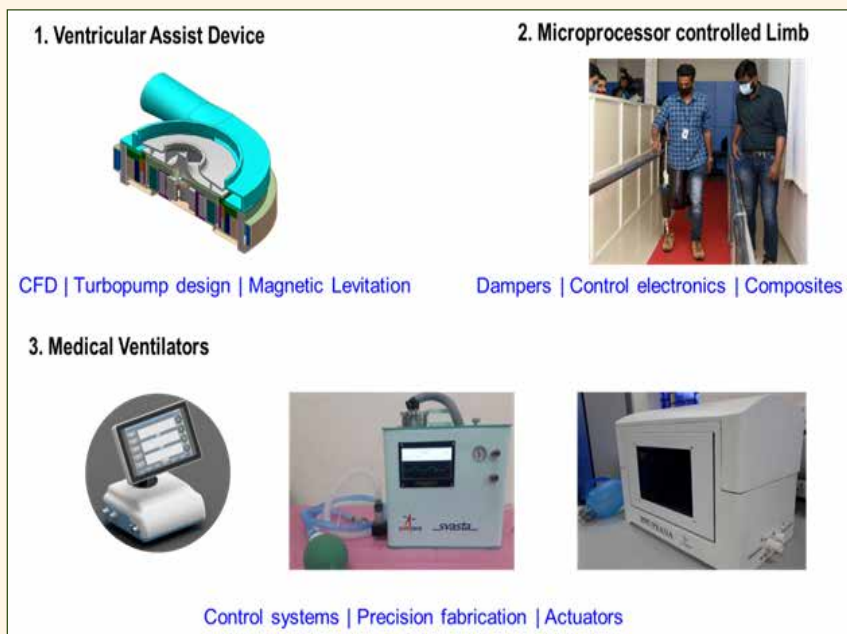 1. Ventricular Assist Device
2. Microprocessor controlled Limb
CFD | Turbopump design | Magnetic Levitation
Dampers | Control electronics | Composites
3. Medical Ventilators
svasta
Control systems | Precision fabrication | Actuators